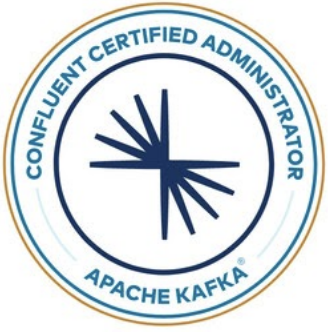 CONFLUENT CERTIFIED ADMINISTRATOR
APACHE KAFKA®